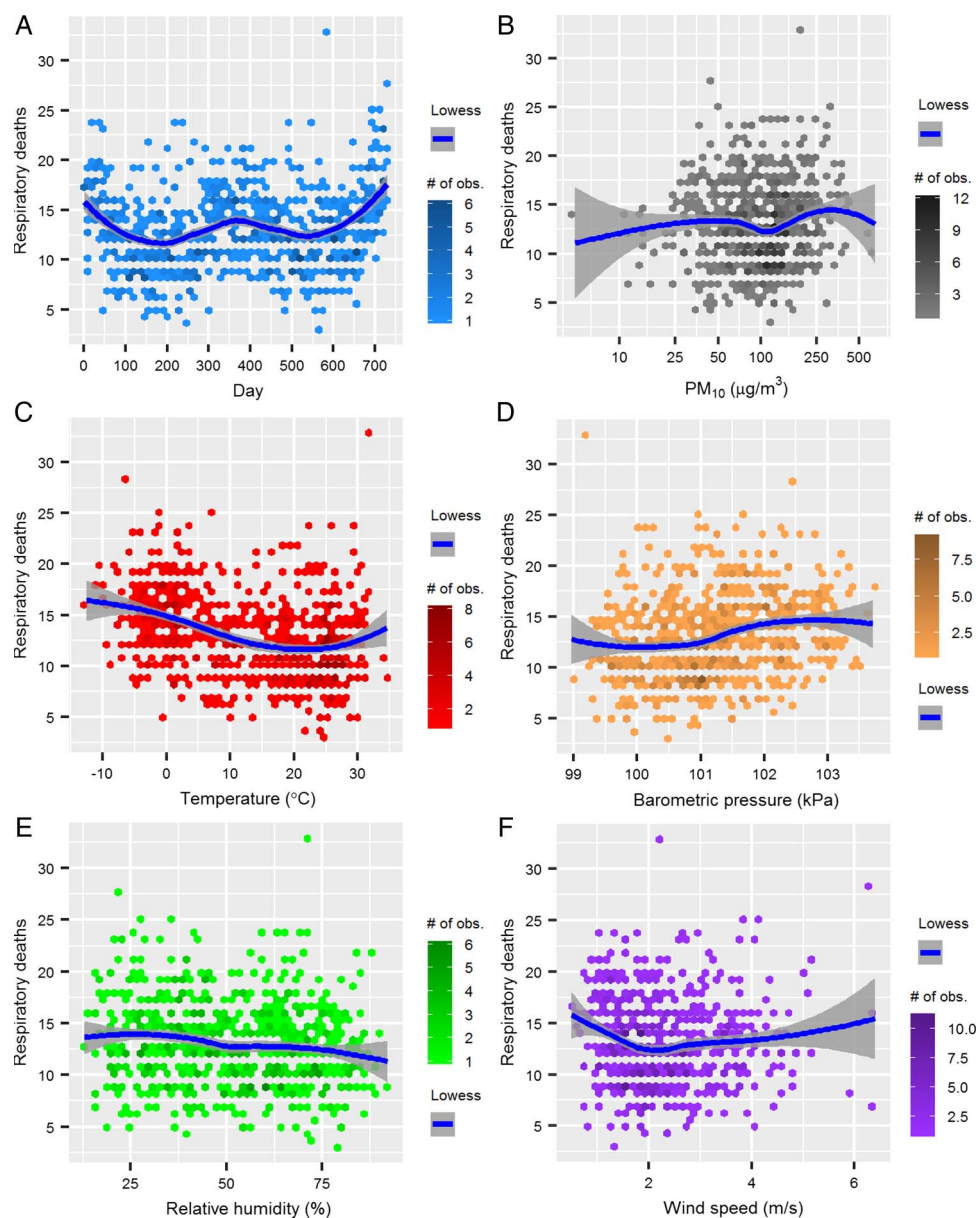 A
Respiratory deaths
30
25
20
15
10
5
0 100 200 300 400 500 600 700
Day
Lowess
# of obs.
6
5
4
3
2
1
B
Respiratory deaths
30
25
20
15
10
5
10 25 50 100 250 500
PM10 (μg/m³)
Lowess
# of obs.
12
9
6
3
C
Respiratory deaths
30
25
20
15
10
5
-10 0 10 20 30
Temperature (°C)
Lowess
# of obs.
8
6
4
2
D
Respiratory deaths
30
25
20
15
10
5
99 100 101 102 103
Barometric pressure (kPa)
# of obs.
7.5
5.0
2.5
Lowess
E
Respiratory deaths
30
25
20
15
10
5
25 50 75
Relative humidity (%)
# of obs.
6
5
4
3
2
1
Lowess
F
Respiratory deaths
30
25
20
15
10
5
2 4 6
Wind speed (m/s)
Lowess
# of obs.
10.0
7.5
5.0
2.5